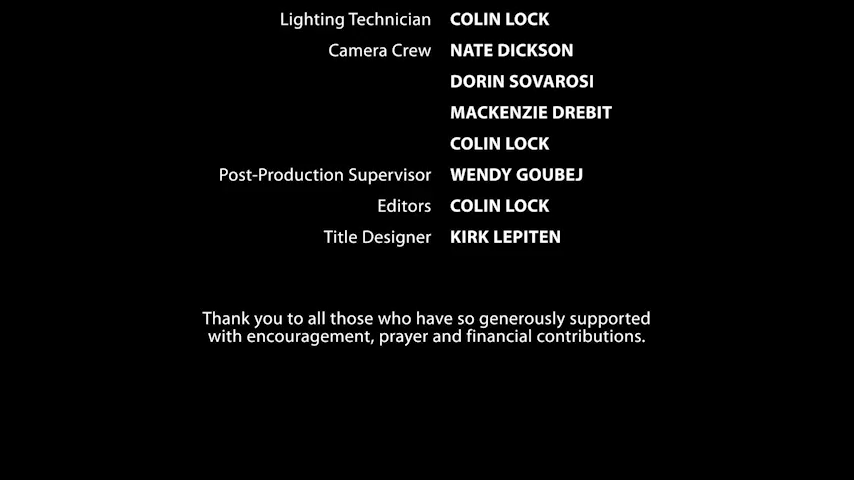 Lighting Technician COLIN LOCK
Camera Crew NATE DICKSON
DORIN SOVAROSI
MACKENZIE DREBIT
COLIN LOCK
Post-Production Supervisor WENDY GOUBEJ
Editors COLIN LOCK
Title Designer KIRK LEPITEN
Thank you to all those who have so generously supported
with encouragement, prayer and financial contributions.